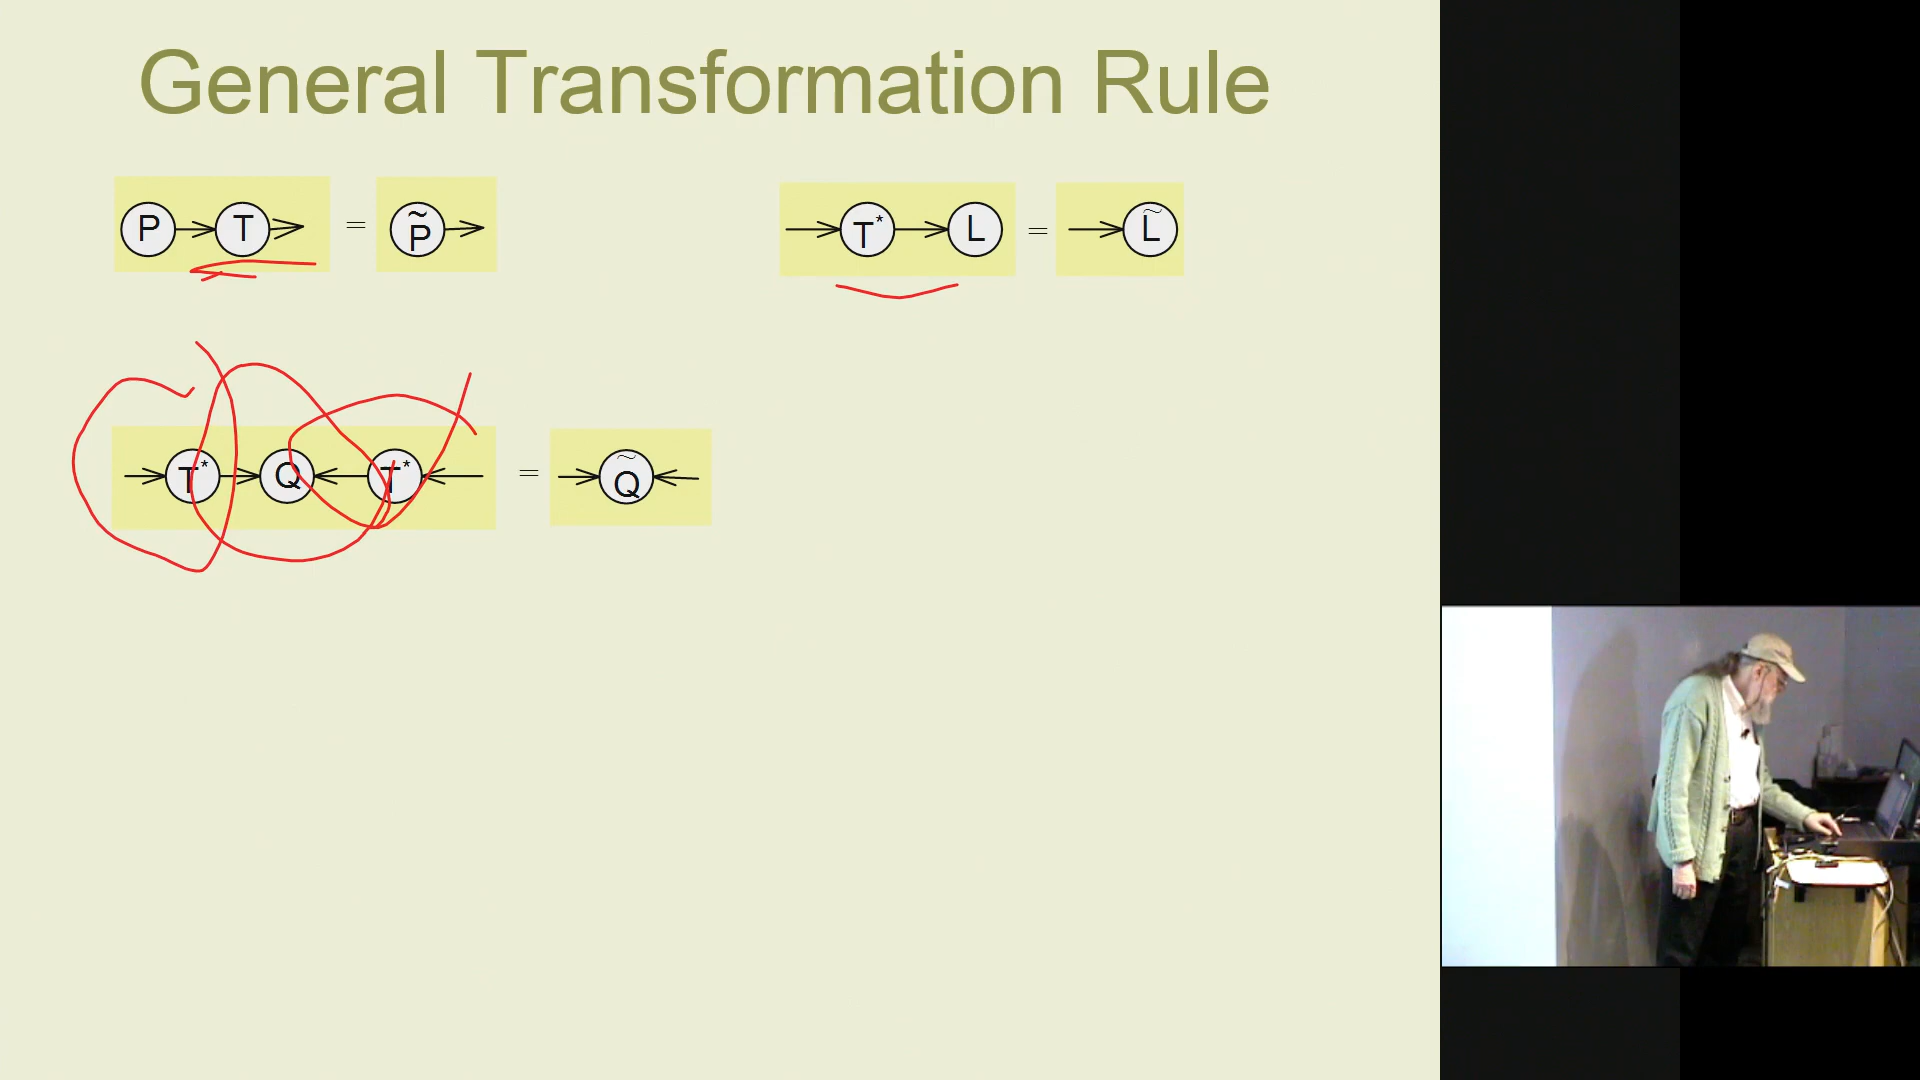 General Transformation Rule
P T = P̃
T* L = L̃
T* Q T* = Q̃